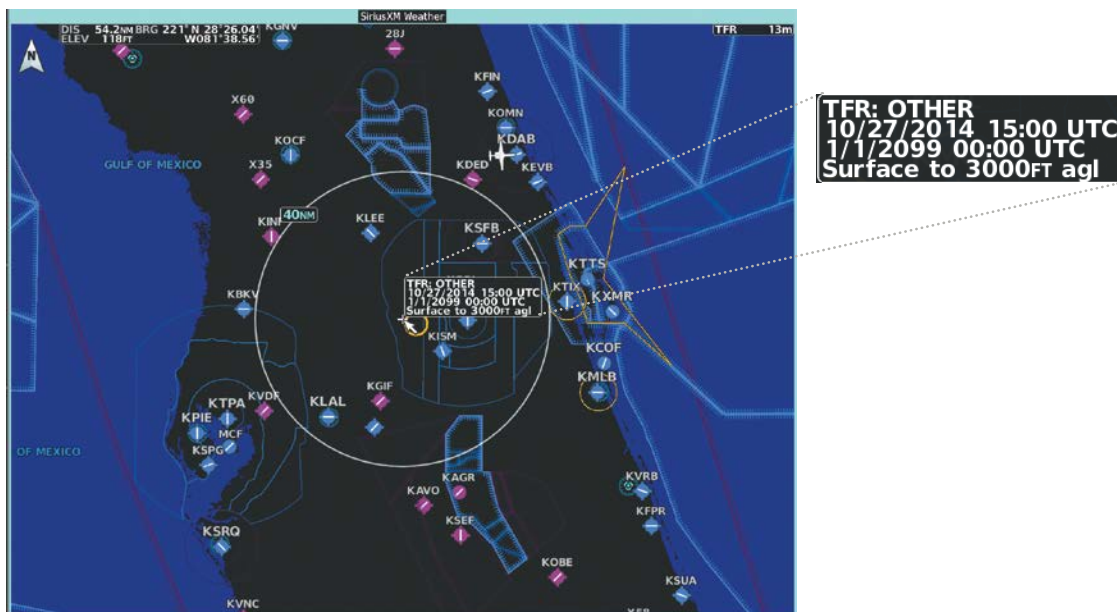 SiriusXM Weather
DIS 54.2NM BRG 221° N 28°26.04'
ELEV 118FT W081°38.56'
TFR 13m
N
KGNV
28J
KFIN
X60
KOMN
KOCF
KDAB
GULF OF MEXICO
X35
KDED
KEVB
40NM
KINF
KLEE
KSFB
KTTS
TFR: OTHER
10/27/2014 15:00 UTC
1/1/2099 00:00 UTC
Surface to 3000FT agl
KTIX
KXMR
KBKV
KISM
KCOF
KMLB
KGIF
KVDF
KLAL
KTPA
KPIE
MCF
KSPG
OF MEXICO
KAGR
KAVO
KVRB
KSEF
KFPR
KSRQ
KOBE
KSUA
KVNC
TFR: OTHER
10/27/2014 15:00 UTC
1/1/2099 00:00 UTC
Surface to 3000FT agl